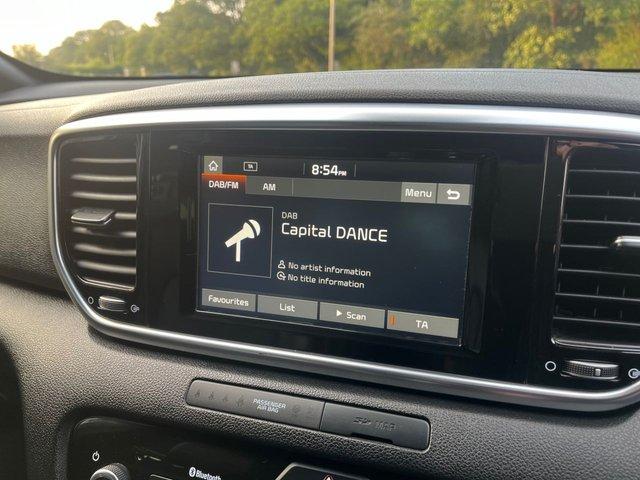 TA 8:54PM
DAB/FM AM Menu
DAB
Capital DANCE
No artist information
No title information
Favourites List Scan TA
PASSENGER
AIR BAG
MAP
Bluetooth